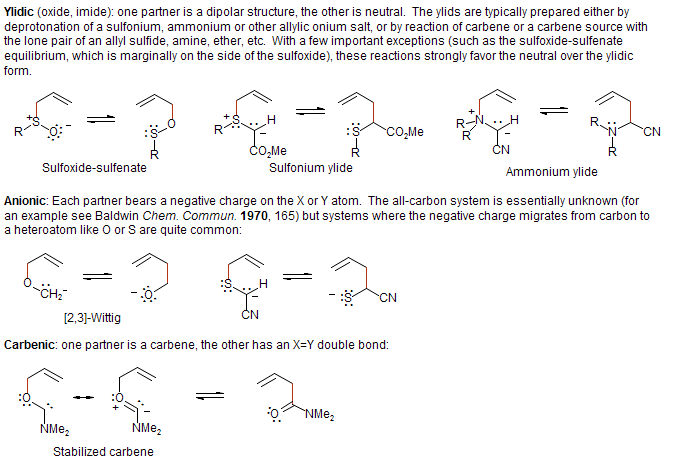 Ylidic (oxide, imide): one partner is a dipolar structure, the other is neutral. The ylids are typically prepared either by
deprotonation of a sulfonium, ammonium or other allylic onium salt, or by reaction of carbene or a carbene source with
the lone pair of an allyl sulfide, amine, ether, etc. With a few important exceptions (such as the sulfoxide-sulfenate
equilibrium, which is marginally on the side of the sulfoxide), these reactions strongly favor the neutral over the ylidic
form.
R +S O: :S O R
R +S H CO2Me :S R CO2Me
R R N + H CN R N R CN
Sulfoxide-sulfenate
Sulfonium ylide
Ammonium ylide
Anionic: Each partner bears a negative charge on the X or Y atom. The all-carbon system is essentially unknown (for
an example see Baldwin Chem. Commun. 1970, 165) but systems where the negative charge migrates from carbon to
a heteroatom like O or S are quite common:
O CH2- - :O:
:S H CN - :S CN
[2,3]-Wittig
Carbenic: one partner is a carbene, the other has an X=Y double bond:
:O NMe2 :O + - NMe2 :O NMe2
Stabilized carbene